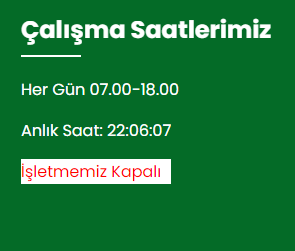 Çalışma Saatlerimiz
Her Gün 07.00-18.00
Anlık Saat: 22:06:07
İşletmemiz Kapalı